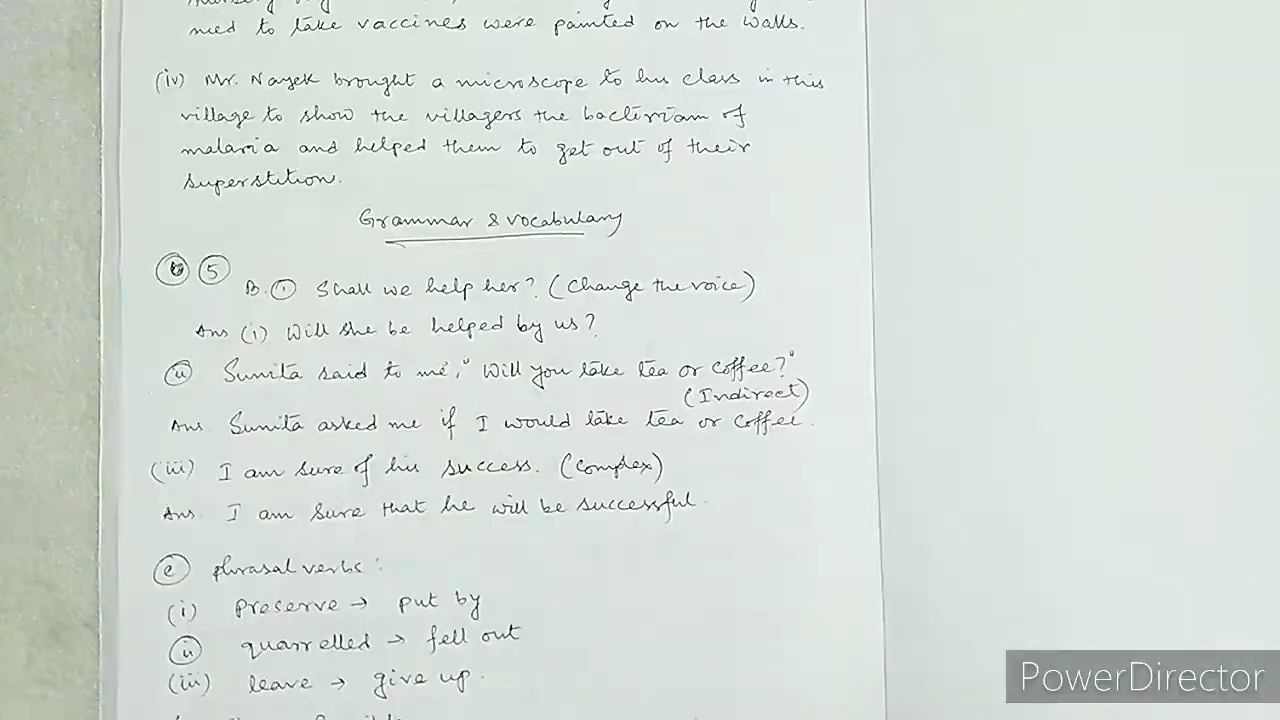 need to take vaccines were painted on the walls.
(iv) Mr. Nayek brought a microscope to his class in this
village to show the villagers the bacterium of
malaria and helped them to get out of their
superstition.
Grammar & vocabulary
5
B. (i) Shall we help her? (Change the voice)
Ans (i) Will she be helped by us?
(ii) Sunita said to me, "Will you take tea or coffee?"
(Indirect)
Ans. Sunita asked me if I would take tea or coffee.
(iii) I am sure of his success. (Complex)
Ans. I am sure that he will be successful.
(c) phrasal verbs:
(i) preserve → put by
(ii) quarrelled → fell out
(iii) leave → give up.
PowerDirector